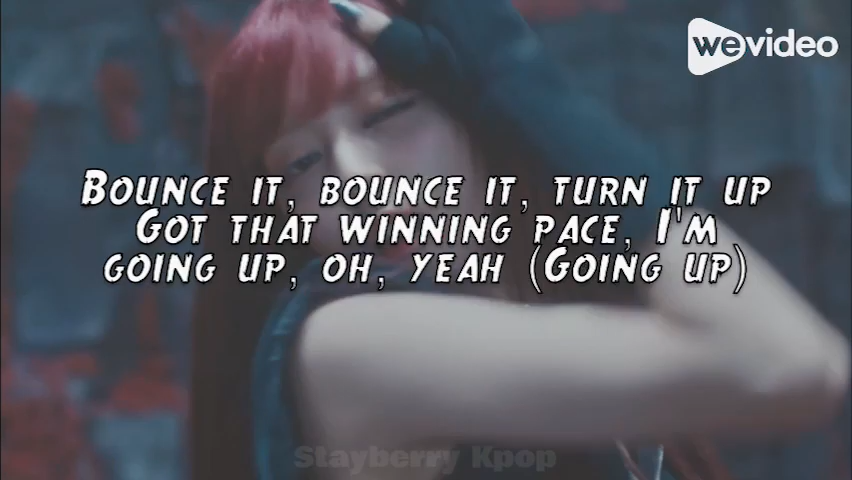 wevideo
Bounce it, bounce it, turn it up
Got that winning pace, I'm
going up, oh, yeah (Going up)
Stayberry Kpop